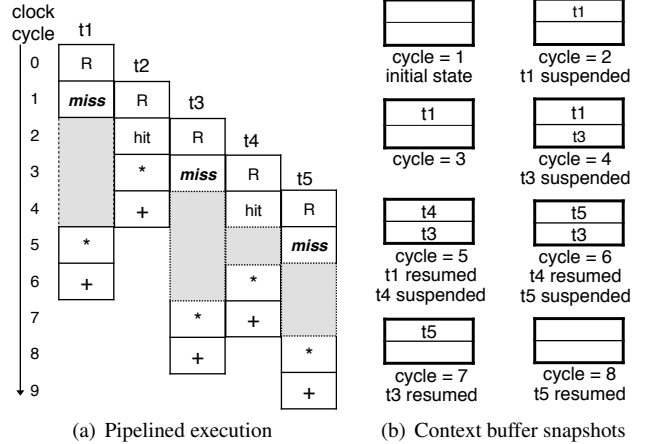 clock
cycle
t1
t2
t3
t4
t5
0 R
1 miss R
2 hit R
3 * miss R
4 + hit R
5 * miss
6 + *
7 * +
8 + *
9 +
(a) Pipelined execution
cycle = 1
initial state
t1
cycle = 2
t1 suspended
t1
cycle = 3
t1
t3
cycle = 4
t3 suspended
t4
t3
cycle = 5
t1 resumed
t4 suspended
t5
t3
cycle = 6
t4 resumed
t5 suspended
t5
cycle = 7
t3 resumed
cycle = 8
t5 resumed
(b) Context buffer snapshots